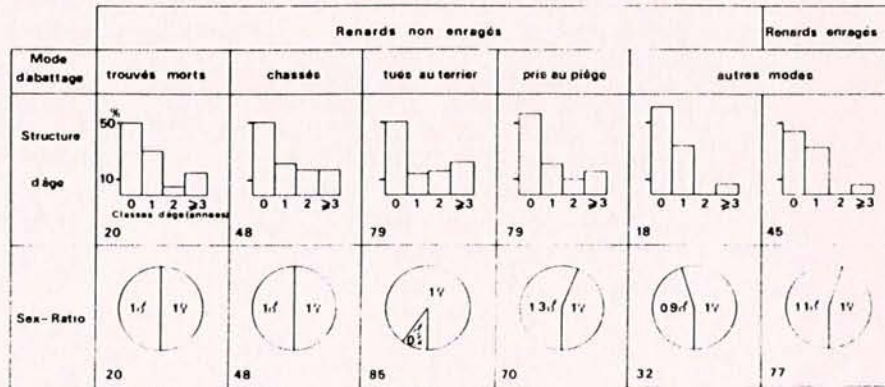 Renards non enragés
Renards enragés
Mode d'abattage
trouvés morts
chassés
tués au terrier
pris au piège
autres modes
Structure d'âge
%
50
10
0 1 2 ⩾3
Classes d'âge (années)
20
0 1 2 ⩾3
48
0 1 2 ⩾3
79
0 1 2 ⩾3
79
0 1 2 ⩾3
18
0 1 2 ⩾3
45
Sex-Ratio
1♂ 1♀
20
1♂ 1♀
48
1♀
85
1.3♂ 1♀
70
0.9♂ 1♀
32
1.1♂ 1♀
77